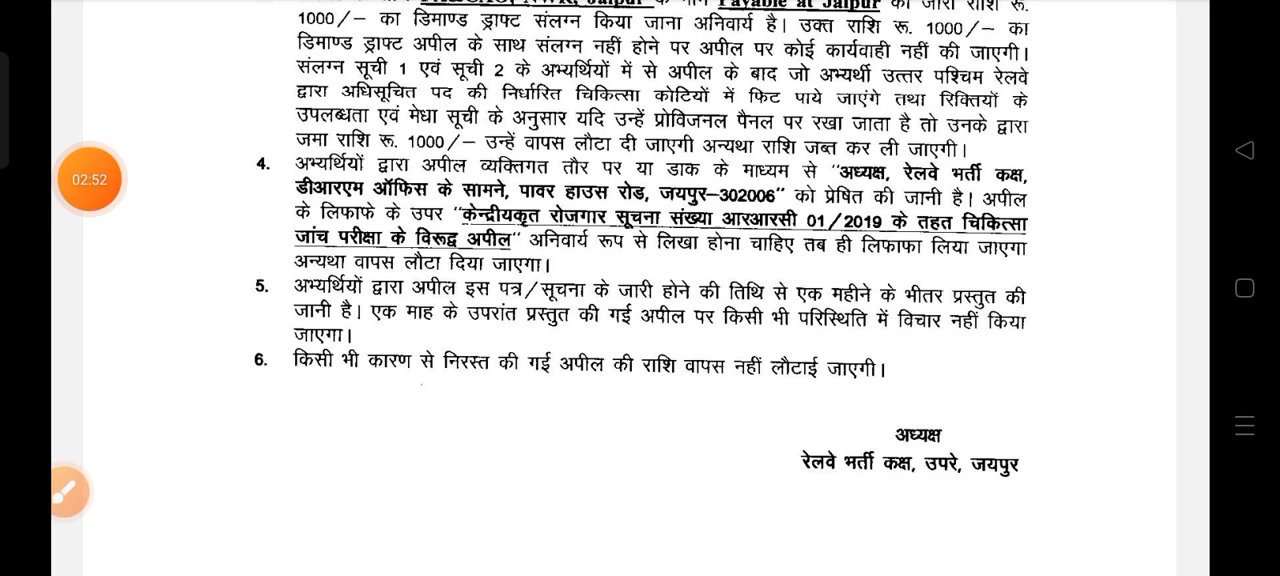 Payable at Jaipur को जारी राशि रू.
1000/– का डिमाण्ड ड्राफ्ट संलग्न किया जाना अनिवार्य है। उक्त राशि रू. 1000/– का
डिमाण्ड ड्राफ्ट अपील के साथ संलग्न नहीं होने पर अपील पर कोई कार्यवाही नहीं की जाएगी।
संलग्न सूची 1 एवं सूची 2 के अभ्यर्थियों में से अपील के बाद जो अभ्यर्थी उत्तर पश्चिम रेलवे
द्वारा अधिसूचित पद की निर्धारित चिकित्सा कोटियों में फिट पाये जाएंगे तथा रिक्तियों के
उपलब्धता एवं मेधा सूची के अनुसार यदि उन्हें प्रोविजनल पैनल पर रखा जाता है तो उनके द्वारा
जमा राशि रू. 1000/– उन्हें वापस लौटा दी जाएगी अन्यथा राशि जब्त कर ली जाएगी।
4. अभ्यर्थियों द्वारा अपील व्यक्तिगत तौर पर या डाक के माध्यम से "अध्यक्ष, रेलवे भर्ती कक्ष,
02:52
डीआरएम ऑफिस के सामने, पावर हाउस रोड, जयपुर–302006" को प्रेषित की जानी है। अपील
के लिफाफे के उपर "केन्द्रीयकृत रोजगार सूचना संख्या आरआरसी 01/2019 के तहत चिकित्सा
जांच परीक्षा के विरूद्व अपील" अनिवार्य रूप से लिखा होना चाहिए तब ही लिफाफा लिया जाएगा
अन्यथा वापस लौटा दिया जाएगा।
5. अभ्यर्थियों द्वारा अपील इस पत्र/सूचना के जारी होने की तिथि से एक महीने के भीतर प्रस्तुत की
जानी है। एक माह के उपरांत प्रस्तुत की गई अपील पर किसी भी परिस्थिति में विचार नहीं किया
जाएगा।
6. किसी भी कारण से निरस्त की गई अपील की राशि वापस नहीं लौटाई जाएगी।
अध्यक्ष
रेलवे भर्ती कक्ष, उपरे, जयपुर